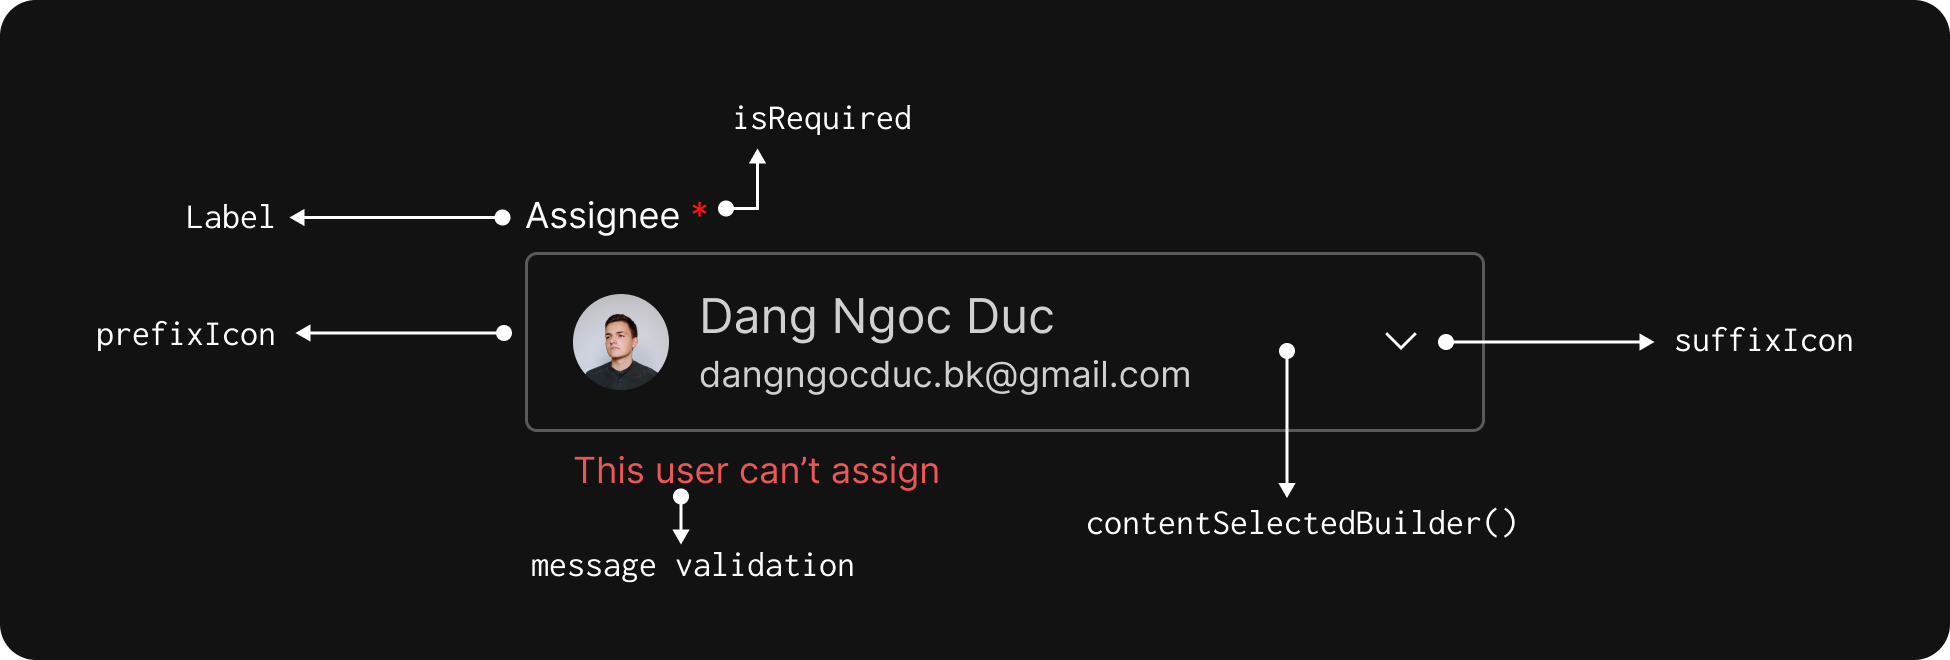 isRequired
Label
Assignee *
prefixIcon
Dang Ngoc Duc
dangngocduc.bk@gmail.com
suffixIcon
This user can’t assign
contentSelectedBuilder()
message validation